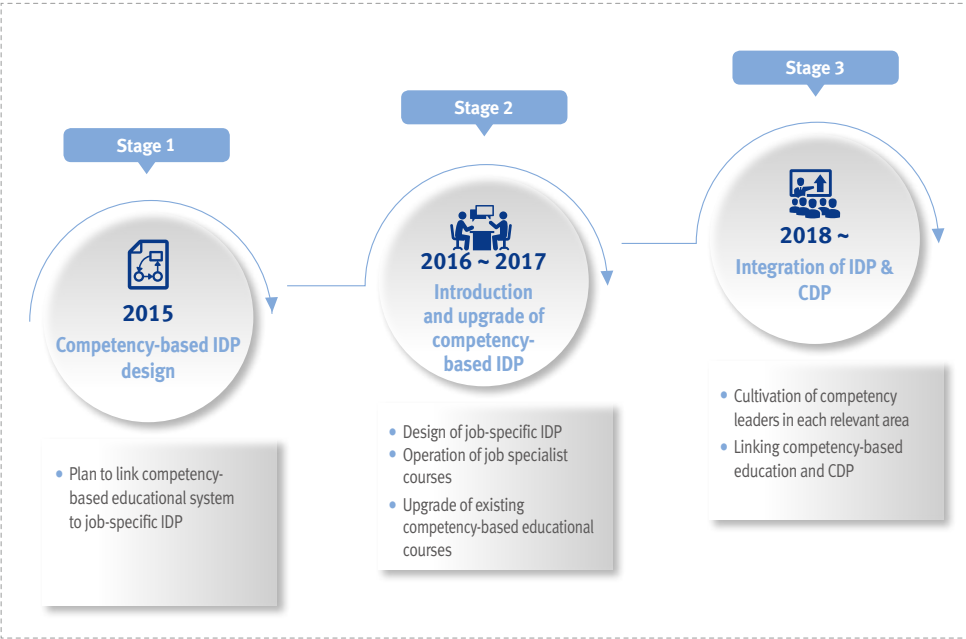 Stage 1
2015
Competency-based IDP
design
• Plan to link competency-
based educational system
to job-specific IDP
Stage 2
2016 ~ 2017
Introduction
and upgrade of
competency-
based IDP
• Design of job-specific IDP
• Operation of job specialist
courses
• Upgrade of existing
competency-based educational
courses
Stage 3
2018 ~
Integration of IDP &
CDP
• Cultivation of competency
leaders in each relevant area
• Linking competency-based
education and CDP